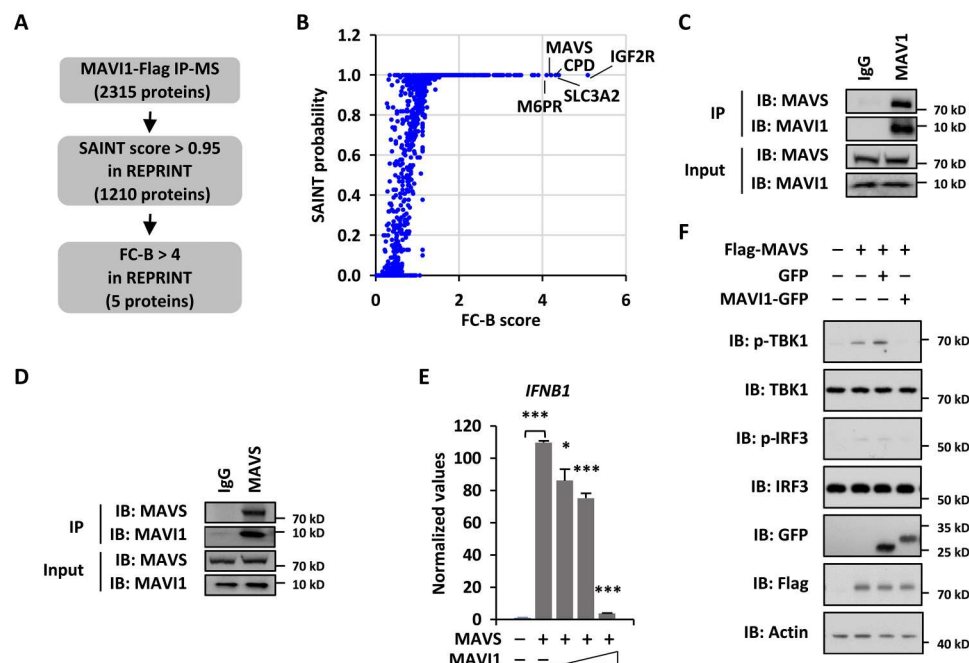 A
MAVI1-Flag IP-MS
(2315 proteins)
SAINT score > 0.95
in REPRINT
(1210 proteins)
FC-B > 4
in REPRINT
(5 proteins)
B
SAINT probability
1.2
1.0
0.8
0.6
0.4
0.2
0.0
0 2 4 6
FC-B score
MAVS
CPD
IGF2R
SLC3A2
M6PR
C
IgG
MAV1
IP
IB: MAVS
70 kD
IB: MAVI1
10 kD
Input
IB: MAVS
70 kD
IB: MAVI1
10 kD
D
IgG
MAVS
IP
IB: MAVS
70 kD
IB: MAVI1
10 kD
Input
IB: MAVS
70 kD
IB: MAVI1
10 kD
E
IFNB1
Normalized values
120
100
80
60
40
20
0
***
*
***
***
MAVS – + + + +
MAVI1 – –
F
Flag-MAVS – + + +
GFP – – + –
MAVI1-GFP – – – +
IB: p-TBK1
70 kD
IB: TBK1
70 kD
IB: p-IRF3
50 kD
IB: IRF3
50 kD
IB: GFP
35 kD
25 kD
IB: Flag
70 kD
IB: Actin
40 kD